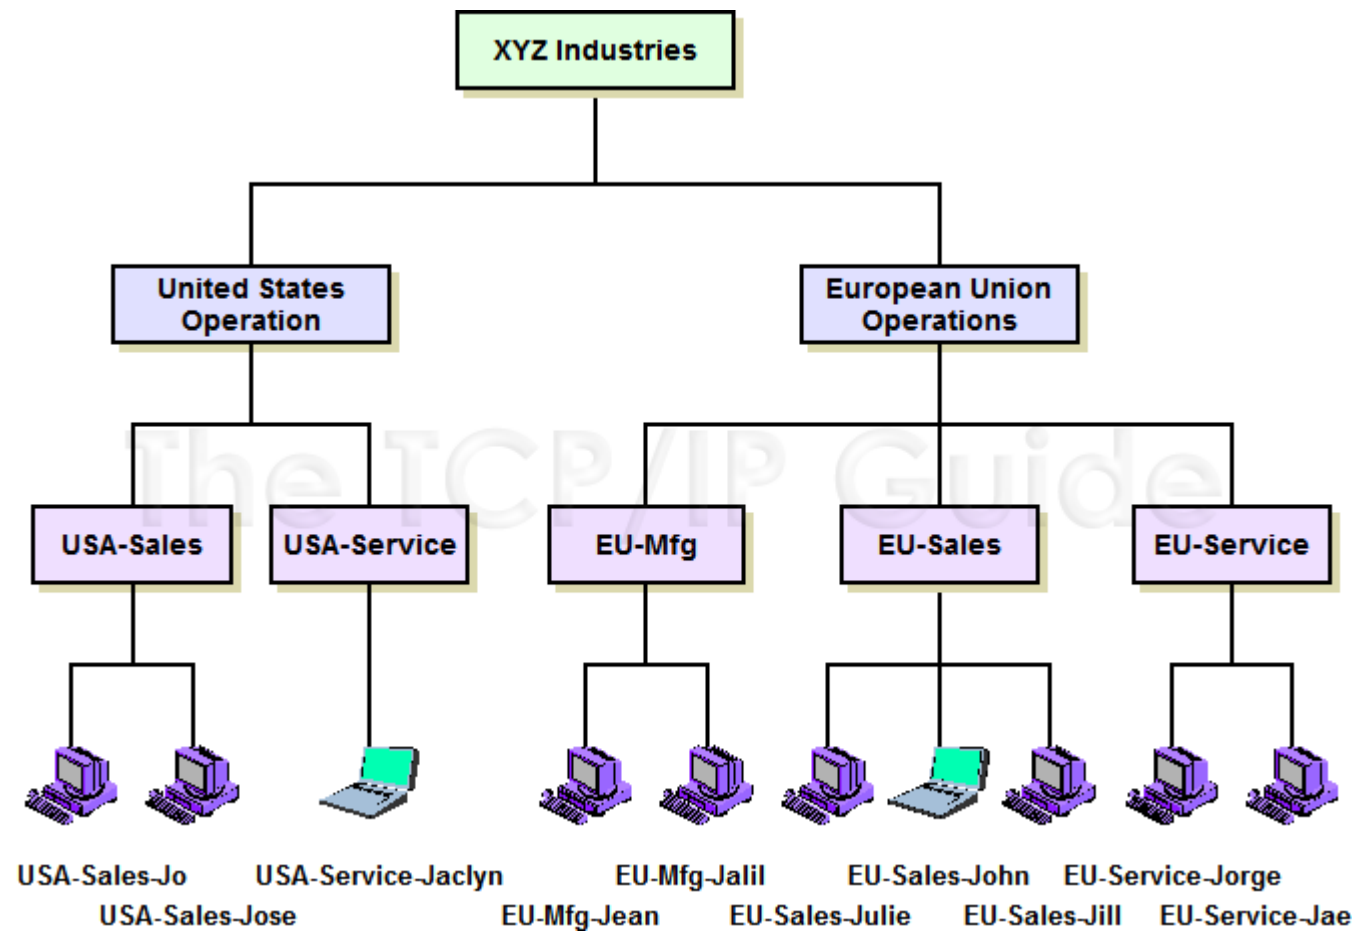 XYZ Industries
United States
Operation
European Union
Operations
The TCP/IP Guide
USA-Sales
USA-Service
EU-Mfg
EU-Sales
EU-Service
USA-Sales-Jo
USA-Service-Jaclyn
EU-Mfg-Jalil
EU-Sales-John
EU-Service-Jorge
USA-Sales-Jose
EU-Mfg-Jean
EU-Sales-Julie
EU-Sales-Jill
EU-Service-Jae